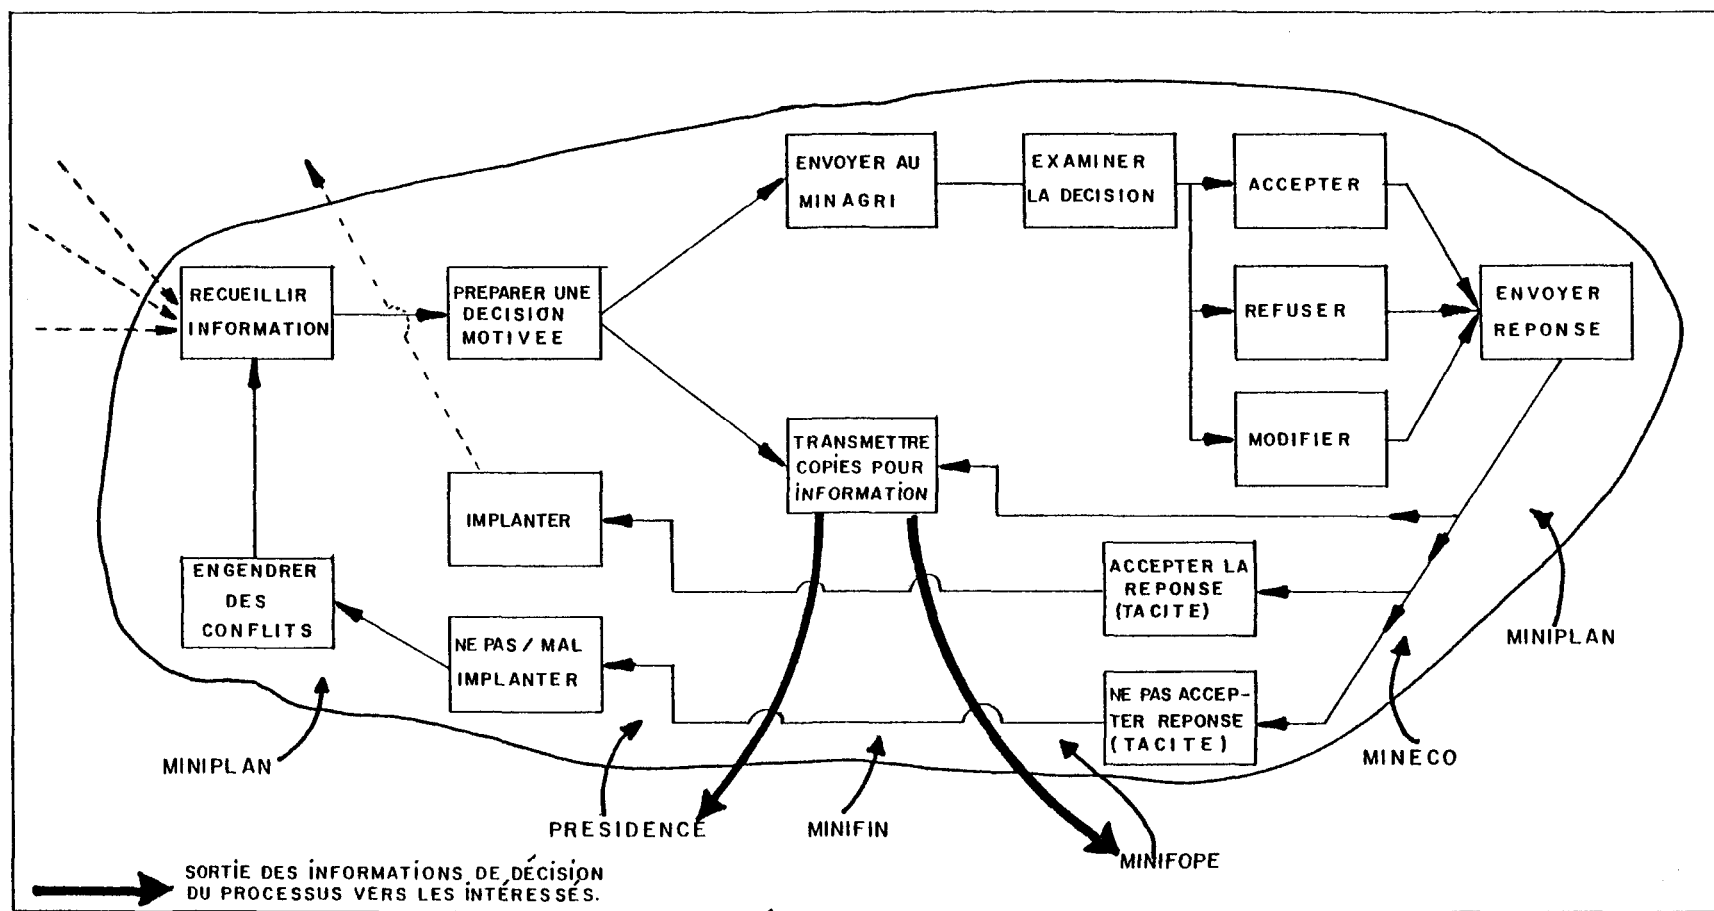 ENVOYER AU
MINAGRI
EXAMINER
LA DECISION
ACCEPTER
RECUEILLIR
INFORMATION
PREPARER UNE
DECISION
MOTIVEE
REFUSER
ENVOYER
REPONSE
MODIFIER
TRANSMETTRE
COPIES POUR
INFORMATION
IMPLANTER
ENGENDRER
DES
CONFLITS
ACCEPTER LA
REPONSE
(TACITE)
NE PAS / MAL
IMPLANTER
NE PAS ACCEP-
TER REPONSE
(TACITE)
MINIPLAN
MINIPLAN
MINECO
PRESIDENCE
MINIFIN
MINIFOPE
SORTIE DES INFORMATIONS DE DÉCISION
DU PROCESSUS VERS LES INTÉRESSÉS.